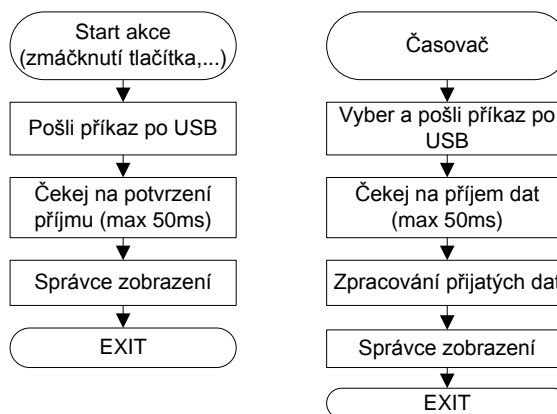 Start akce
(zmáčknutí tlačítka,...)
Pošli příkaz po USB
Čekej na potvrzení
příjmu (max 50ms)
Správce zobrazení
EXIT
Časovač
Vyber a pošli příkaz po
USB
Čekej na příjem dat
(max 50ms)
Zpracování přijatých dat
Správce zobrazení
EXIT